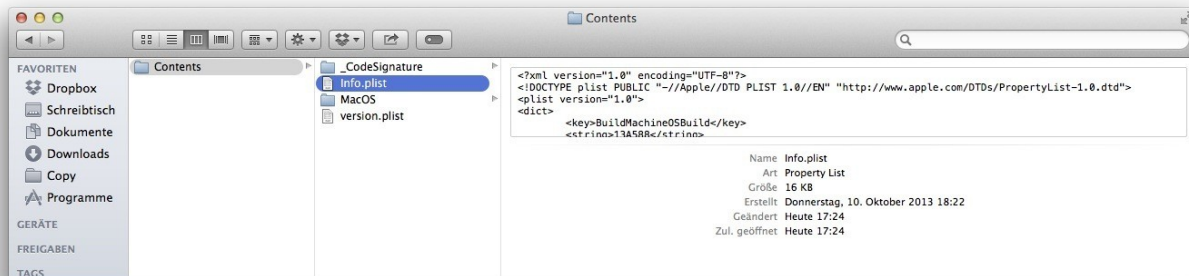 Contents
FAVORITEN
Dropbox
Schreibtisch
Dokumente
Downloads
Copy
Programme
GERÄTE
FREIGABEN
TAGS
Contents
_CodeSignature
Info.plist
MacOS
version.plist
<?xml version="1.0" encoding="UTF-8"?>
<!DOCTYPE plist PUBLIC "-//Apple//DTD PLIST 1.0//EN" "http://www.apple.com/DTDs/PropertyList-1.0.dtd">
<plist version="1.0">
<dict>
<key>BuildMachineOSBuild</key>
<string>13A588</string>
Name Info.plist
Art Property List
Größe 16 KB
Erstellt Donnerstag, 10. Oktober 2013 18:22
Geändert Heute 17:24
Zul. geöffnet Heute 17:24